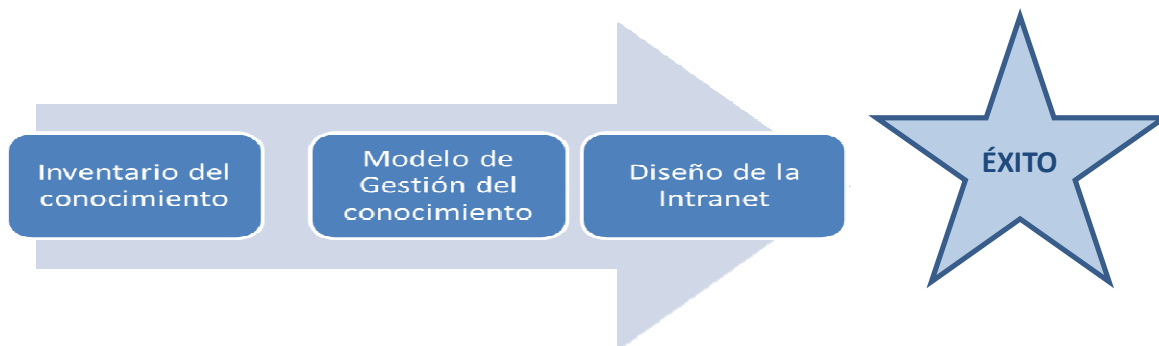 Inventario del
conocimiento
Modelo de
Gestión del
conocimiento
Diseño de la
Intranet
ÉXITO